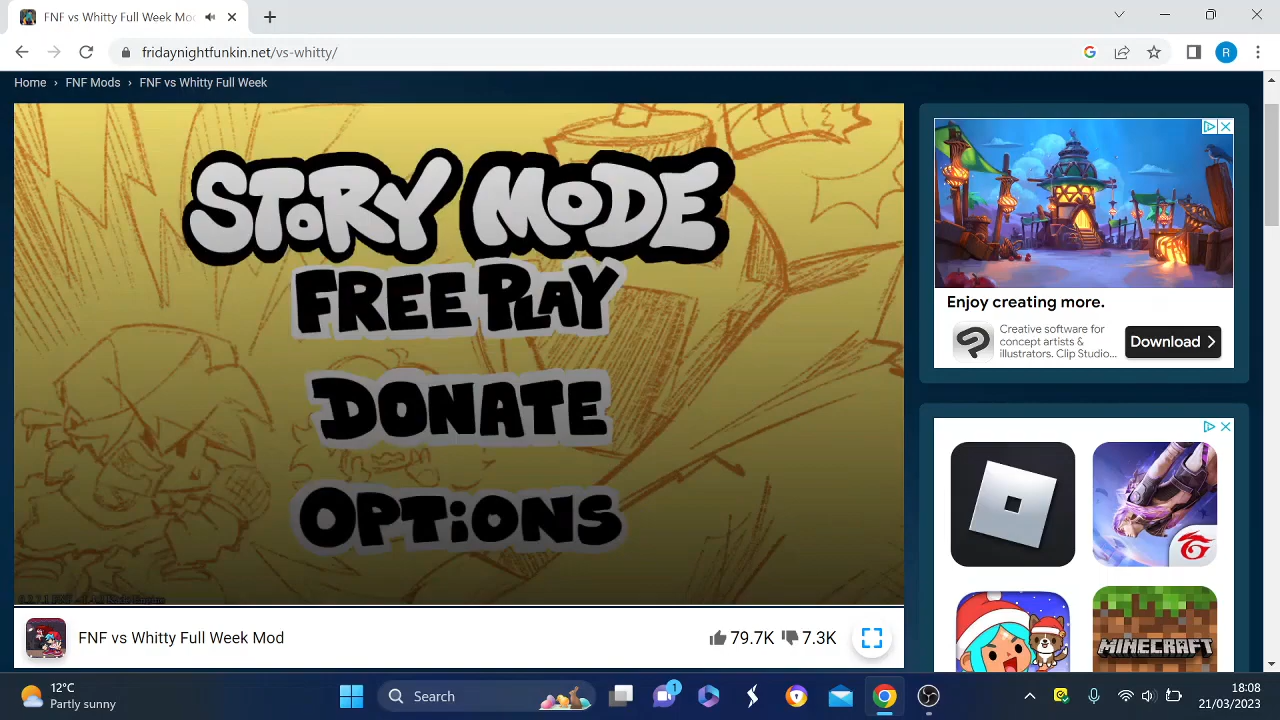 FNF vs Whitty Full Week Mo
fridaynightfunkin.net/vs-whitty/
R
Home › FNF Mods › FNF vs Whitty Full Week
STORY MODE
FREEPLAY
DONATE
OPTiONS
FNF vs Whitty Full Week Mod
79.7K
7.3K
Enjoy creating more.
Creative software for
concept artists &
illustrators. Clip Studio...
Download
MINECRAFT
12°C
Partly sunny
Search
1
18:08
21/03/2023